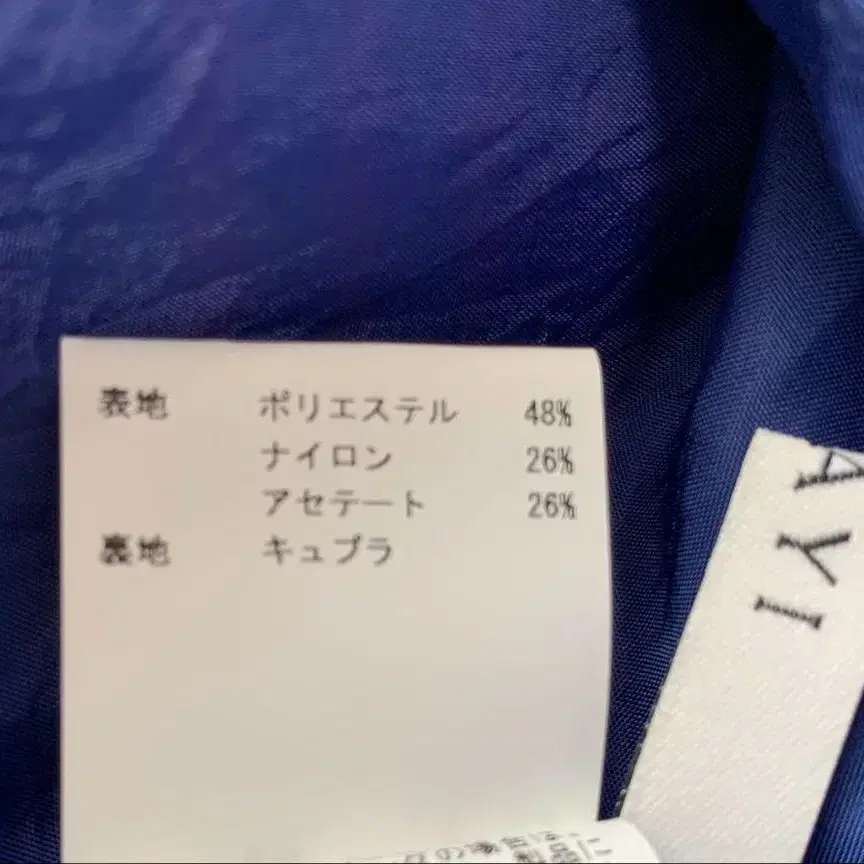 表地 ポリエステル 48%
ナイロン 26%
アセテート 26%
裏地 キュプラ
AYI